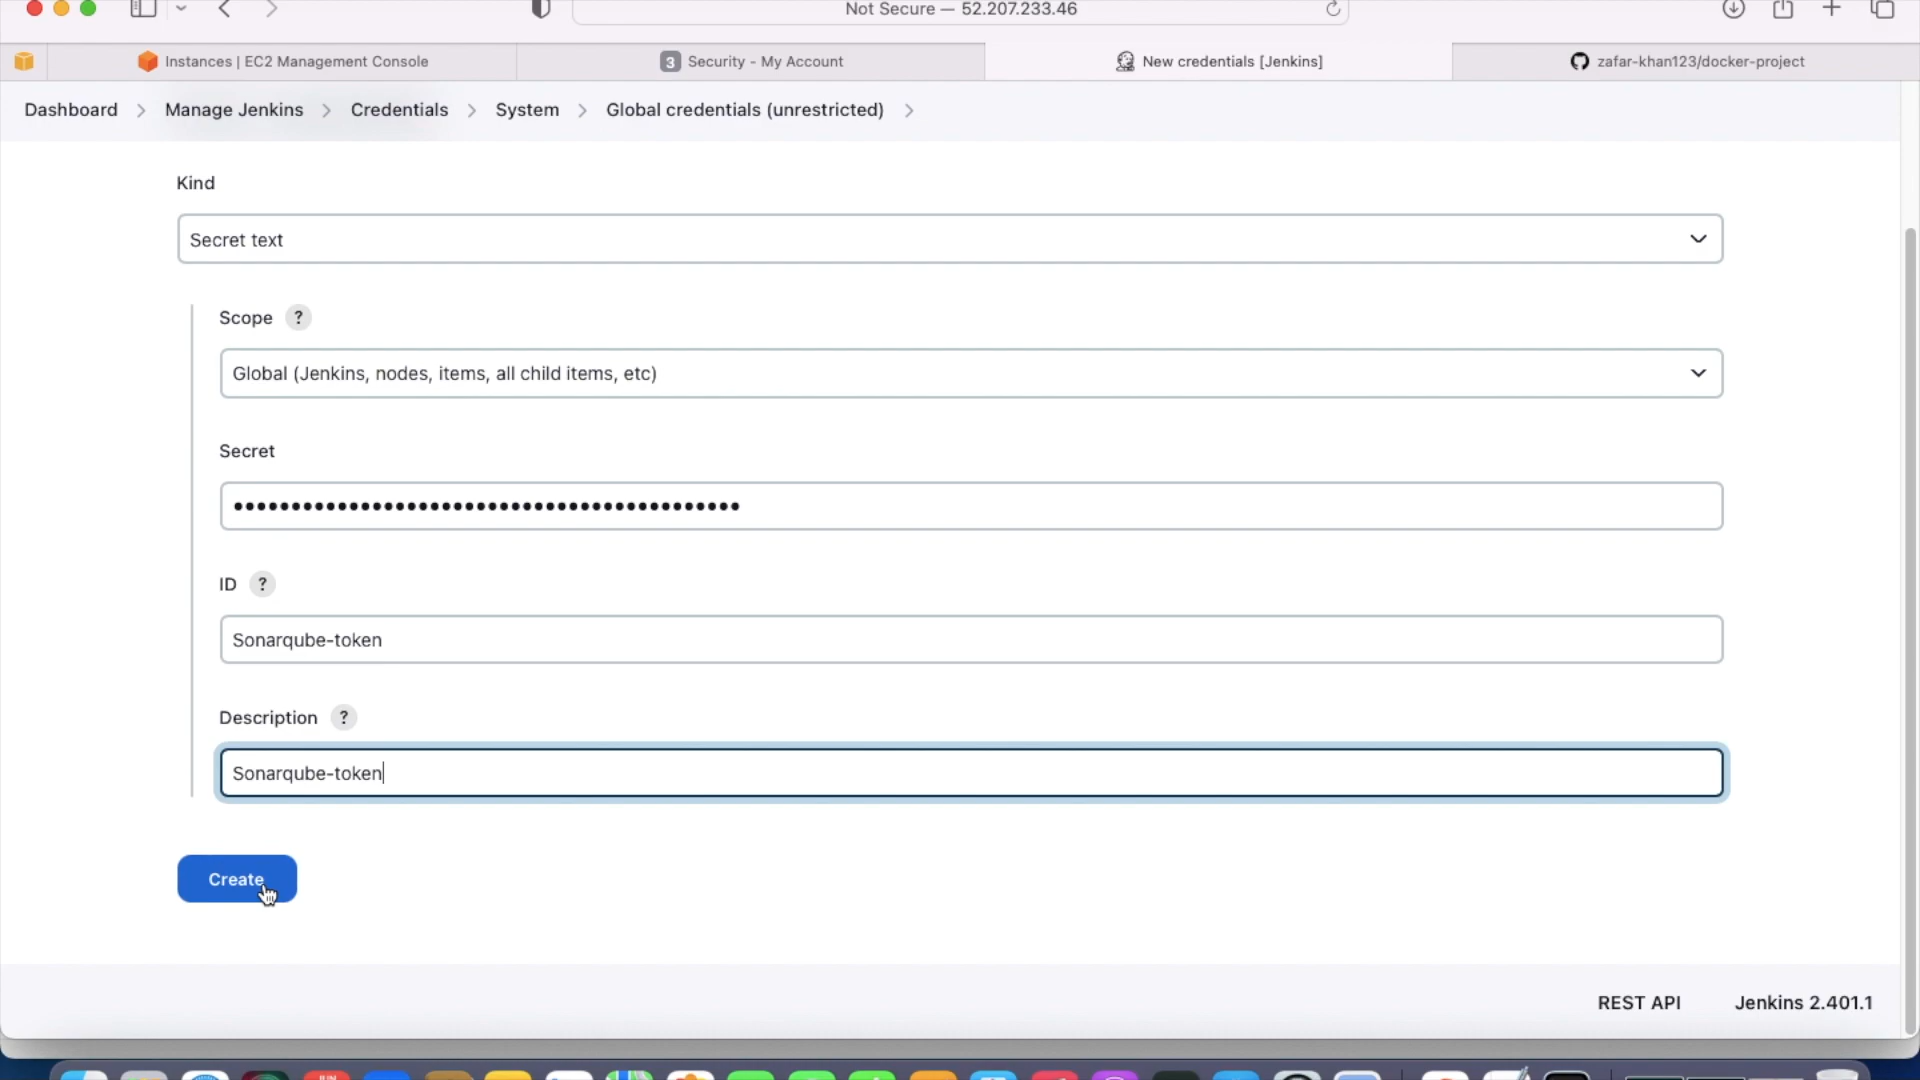 Not Secure — 52.207.233.46
Instances | EC2 Management Console
3 Security - My Account
New credentials [Jenkins]
zafar-khan123/docker-project
Dashboard > Manage Jenkins > Credentials > System > Global credentials (unrestricted) >
Kind
Secret text
Scope ?
Global (Jenkins, nodes, items, all child items, etc)
Secret
••••••••••••••••••••••••••••••••••••••••••••
ID ?
Sonarqube-token
Description ?
Sonarqube-token
Create
REST API
Jenkins 2.401.1
JUN